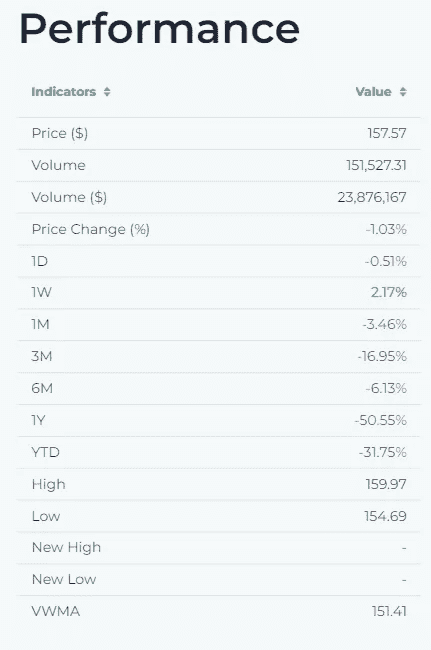 Performance
Indicators Value
Price ($) 157.57
Volume 151,527.31
Volume ($) 23,876,167
Price Change (%) -1.03%
1D -0.51%
1W 2.17%
1M -3.46%
3M -16.95%
6M -6.13%
1Y -50.55%
YTD -31.75%
High 159.97
Low 154.69
New High -
New Low -
VWMA 151.41